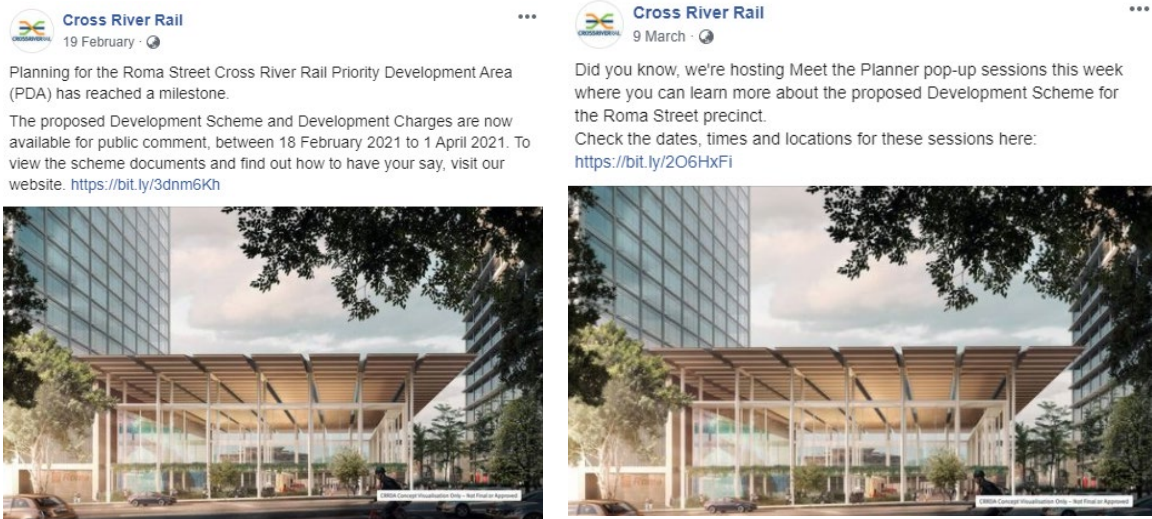 Cross River Rail
19 February
Planning for the Roma Street Cross River Rail Priority Development Area
(PDA) has reached a milestone.
The proposed Development Scheme and Development Charges are now
available for public comment, between 18 February 2021 to 1 April 2021. To
view the scheme documents and find out how to have your say, visit our
website. https://bit.ly/3dnm6Kh
CROSSRIVERRAIL
CRRDA Concept Visualisation Only – Not Final or Approved
Cross River Rail
9 March
Did you know, we're hosting Meet the Planner pop-up sessions this week
where you can learn more about the proposed Development Scheme for
the Roma Street precinct.
Check the dates, times and locations for these sessions here:
https://bit.ly/2O6HxFi
CROSSRIVERRAIL
CRRDA Concept Visualisation Only – Not Final or Approved